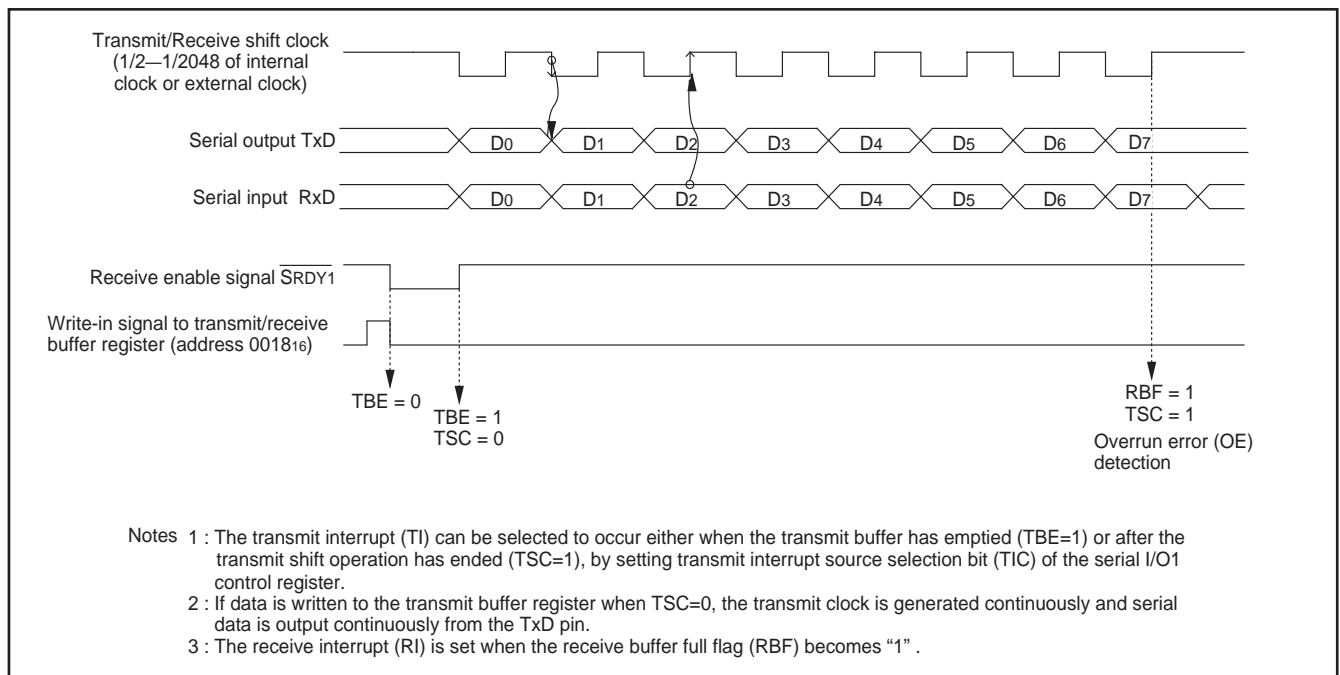 Transmit/Receive shift clock
(1/2—1/2048 of internal
clock or external clock)
Serial output TxD
D0 D1 D2 D3 D4 D5 D6 D7
Serial input RxD
D0 D1 D2 D3 D4 D5 D6 D7
Receive enable signal SRDY1
Write-in signal to transmit/receive
buffer register (address 001816)
TBE = 0
TBE = 1
TSC = 0
RBF = 1
TSC = 1
Overrun error (OE)
detection
Notes 1 : The transmit interrupt (TI) can be selected to occur either when the transmit buffer has emptied (TBE=1) or after the
transmit shift operation has ended (TSC=1), by setting transmit interrupt source selection bit (TIC) of the serial I/O1
control register.
2 : If data is written to the transmit buffer register when TSC=0, the transmit clock is generated continuously and serial
data is output continuously from the TxD pin.
3 : The receive interrupt (RI) is set when the receive buffer full flag (RBF) becomes “1” .